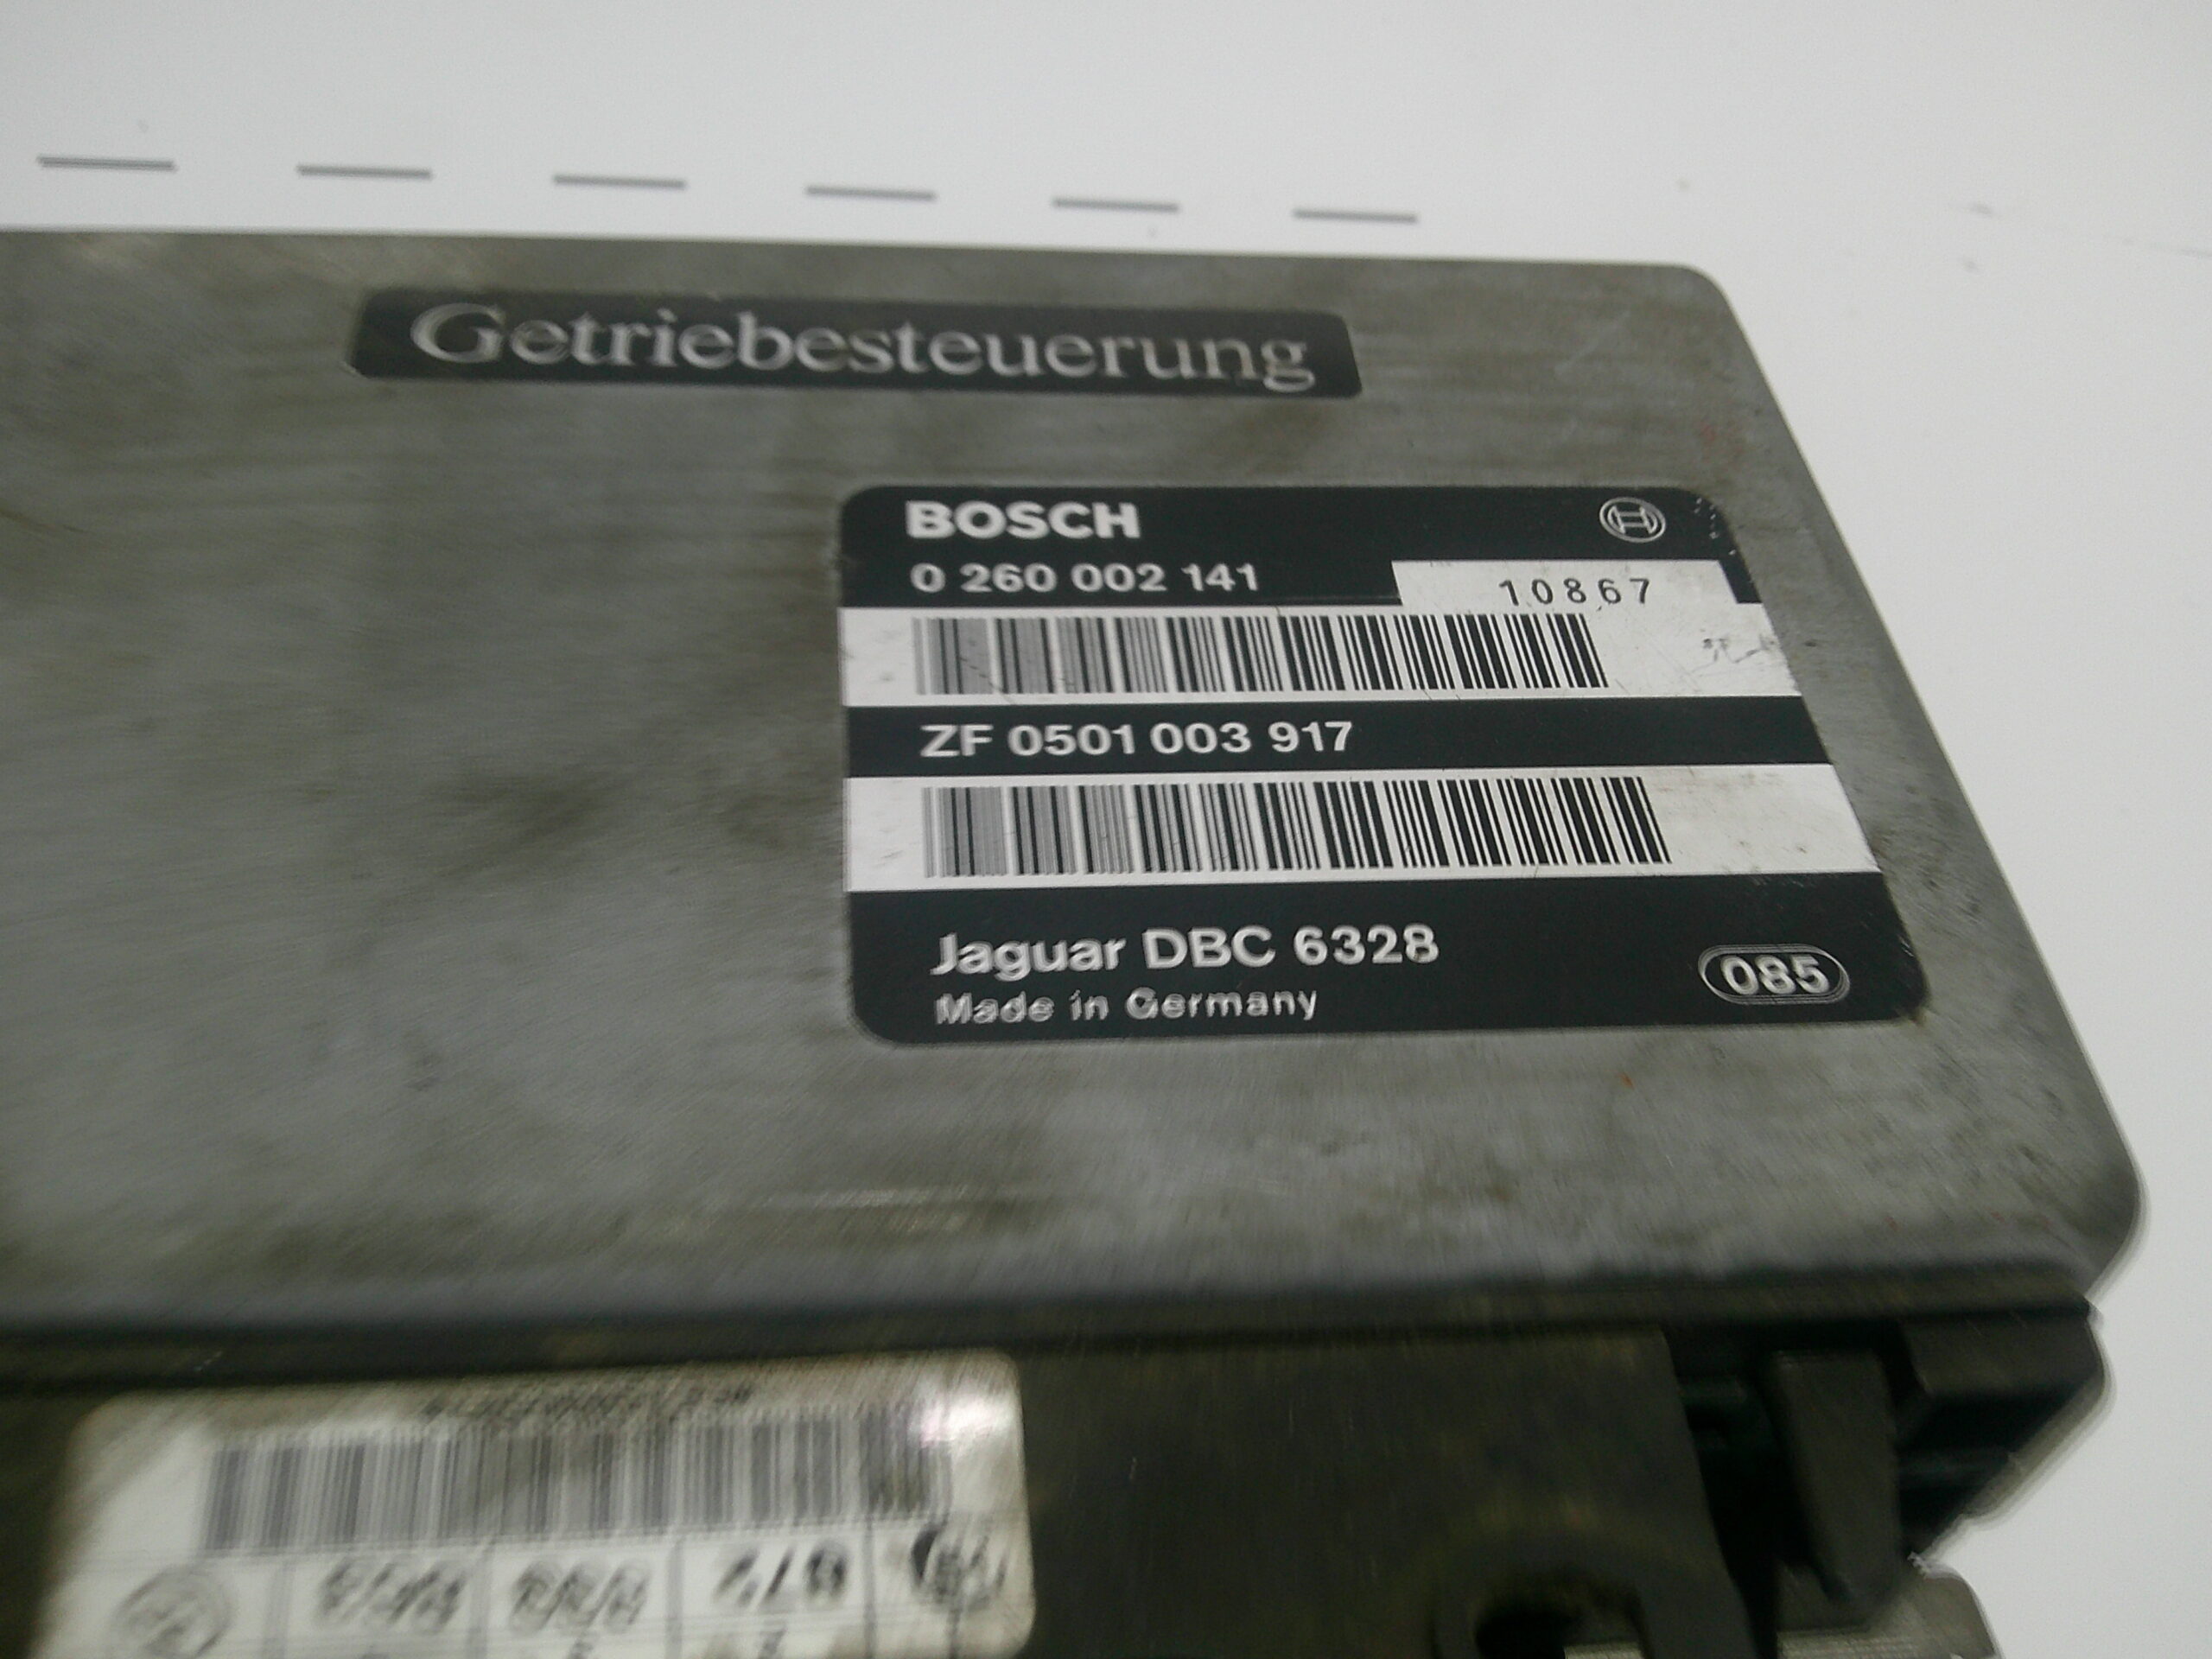 Getriebesteuerung
BOSCH
0 260 002 141
10867
ZF 0501 003 917
Jaguar DBC 6328
Made in Germany
085